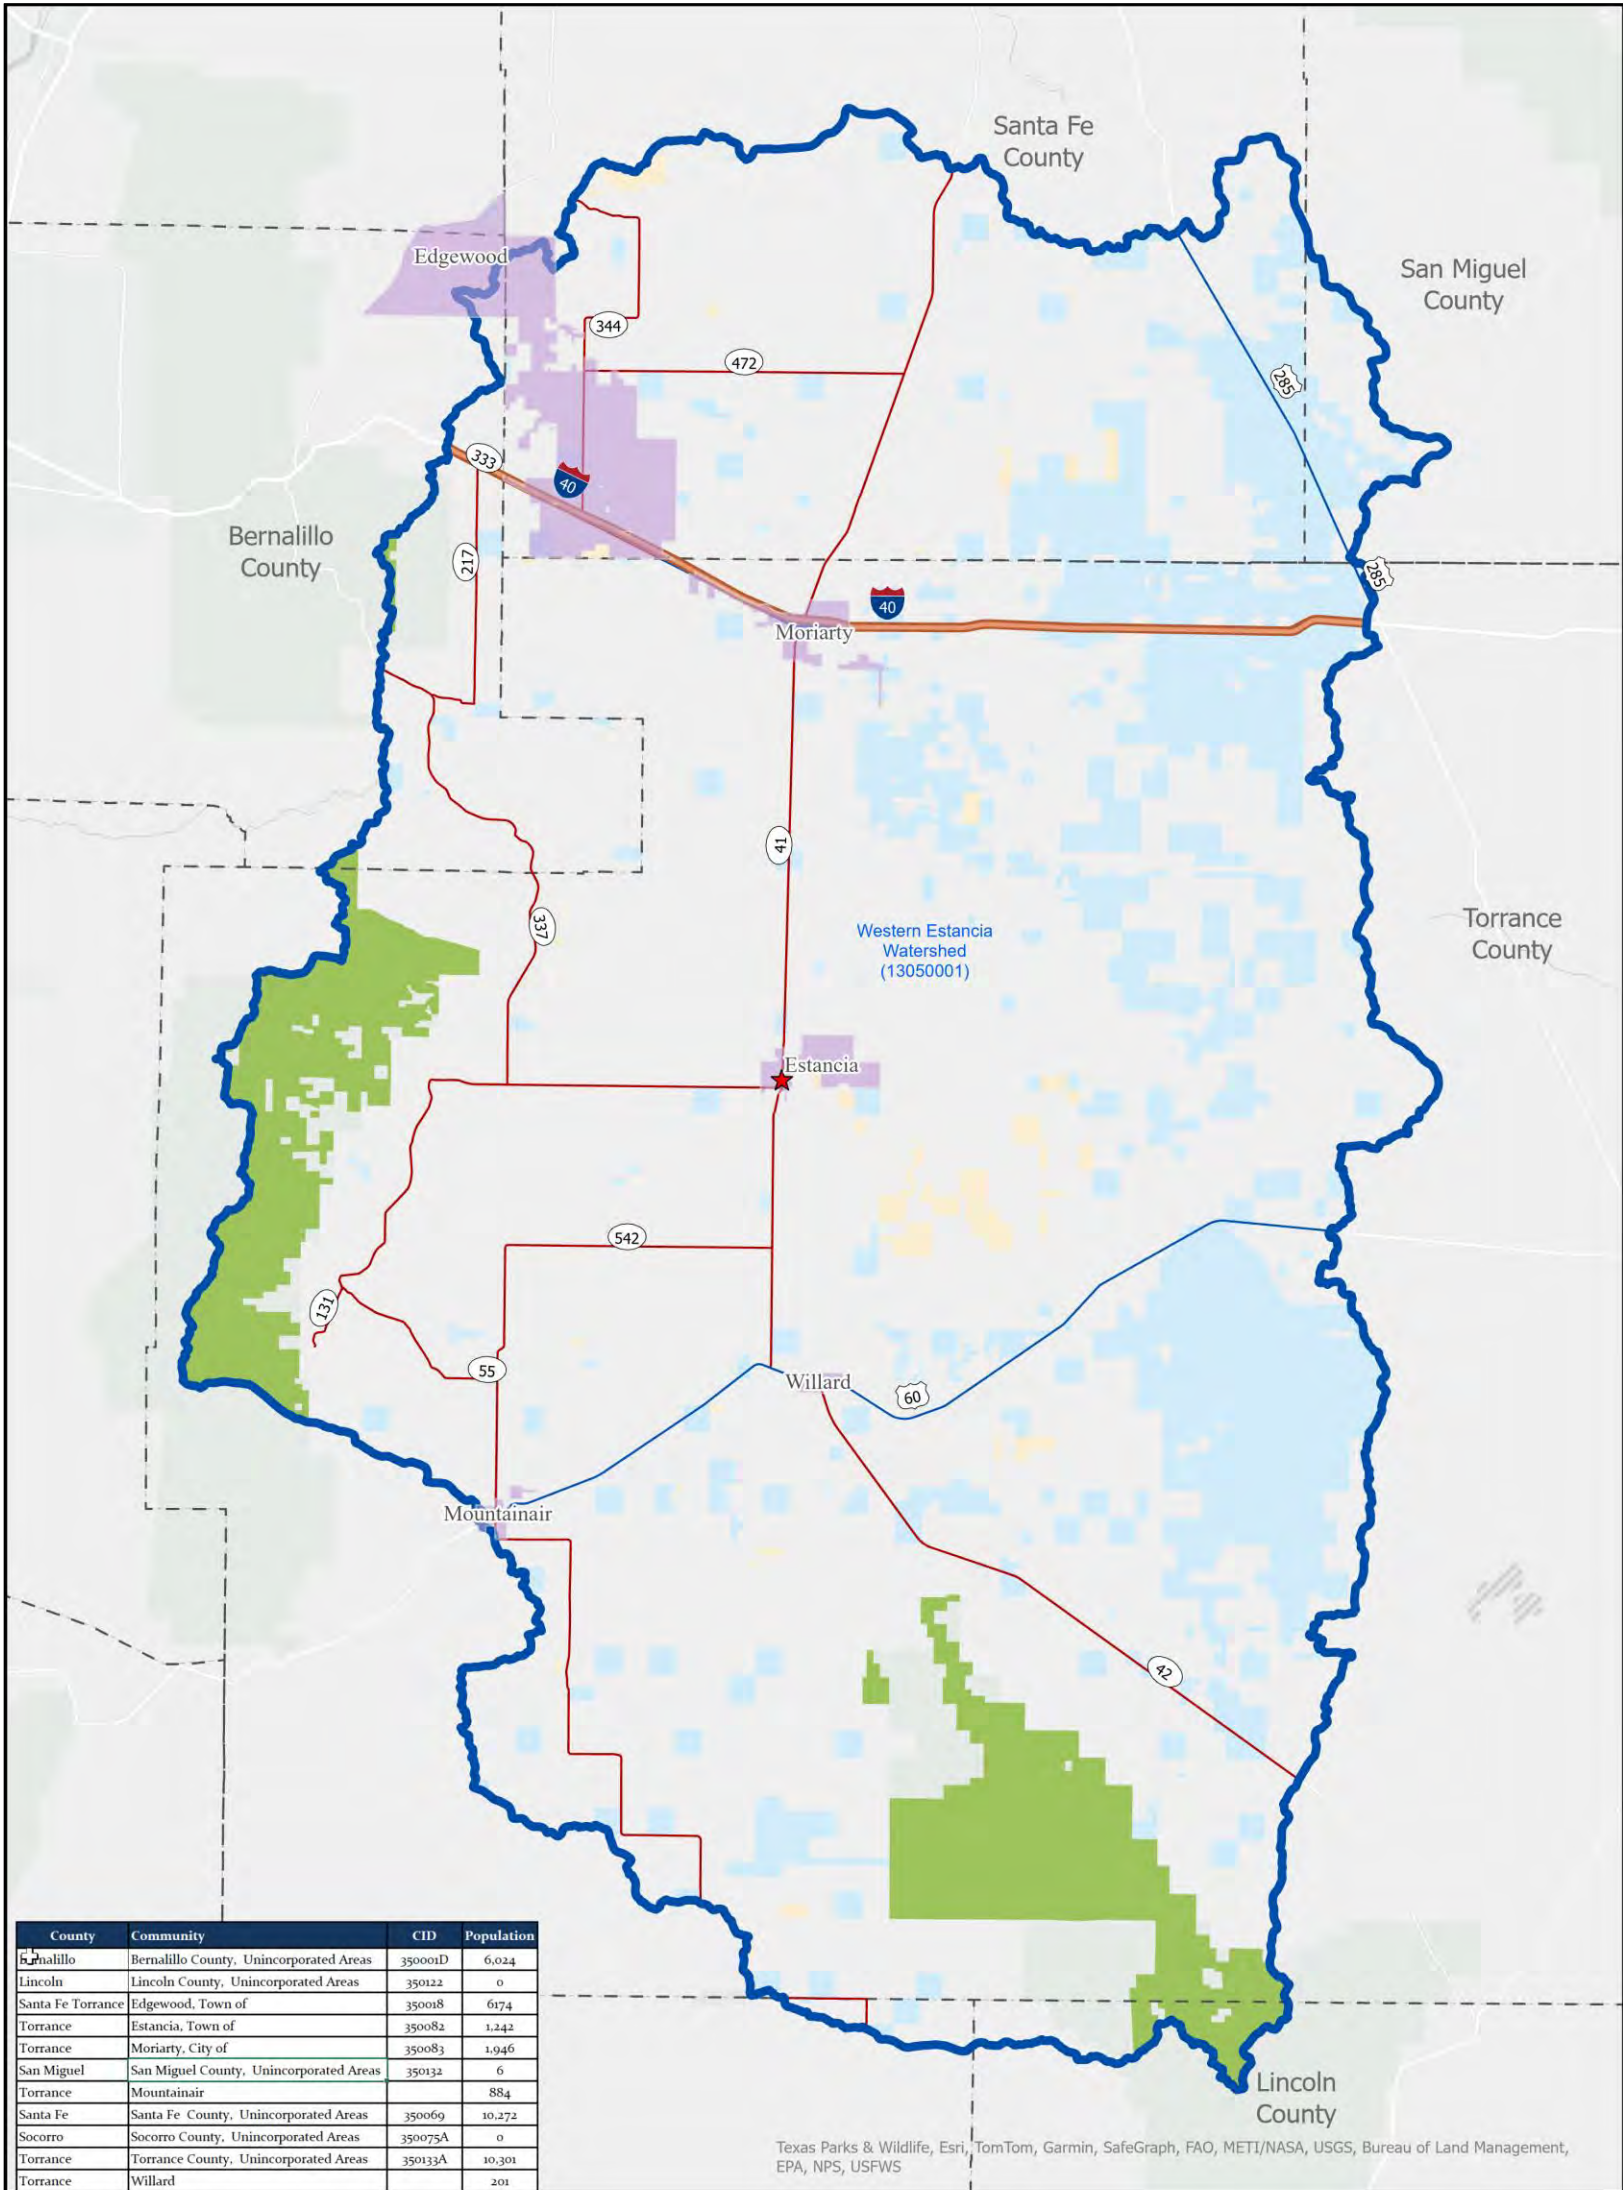 Santa Fe
County
Edgewood
San Miguel
County
344
472
285
333
40
Bernalillo
County
217
285
40
Moriarty
41
337
Western Estancia
Watershed
(13050001)
Torrance
County
Estancia
542
131
55
Willard
60
Mountainair
42
County Community CID Population
Bernalillo County, Unincorporated Areas 350001D 6,024
Lincoln Lincoln County, Unincorporated Areas 350122 0
Santa Fe Torrance Edgewood, Town of 350018 6174
Torrance Estancia, Town of 350082 1,242
Torrance Moriarty, City of 350083 1,946
San Miguel San Miguel County, Unincorporated Areas 350132 6
Torrance Mountainair 884
Santa Fe Santa Fe County, Unincorporated Areas 350069 10,272
Socorro Socorro County, Unincorporated Areas 350075A 0
Torrance Torrance County, Unincorporated Areas 350133A 10,301
Torrance Willard 201
Lincoln
County
Texas Parks & Wildlife, Esri, TomTom, Garmin, SafeGraph, FAO, METI/NASA, USGS, Bureau of Land Management,
EPA, NPS, USFWS